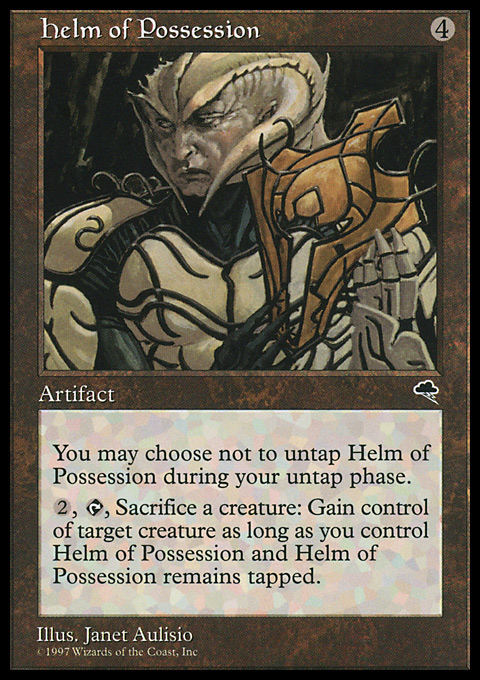 Helm of Possession
4
Artifact
You may choose not to untap Helm of
Possession during your untap phase.
2, , Sacrifice a creature: Gain control
of target creature as long as you control
Helm of Possession and Helm of
Possession remains tapped.
Illus. Janet Aulisio
©1997 Wizards of the Coast, Inc